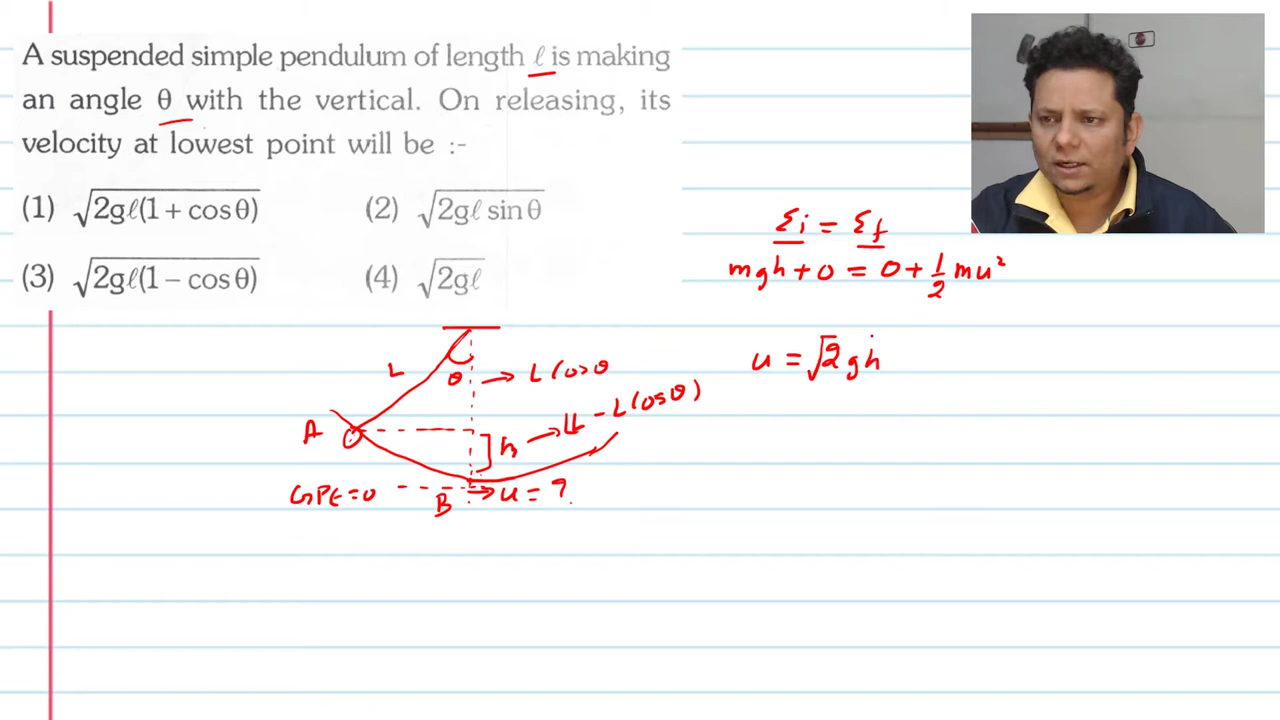 A suspended simple pendulum of length ℓ is making
an angle θ with the vertical. On releasing, its
velocity at lowest point will be :-
(1) √2gℓ(1 + cosθ) (2) √2gℓ sinθ
(3) √2gℓ(1 − cosθ) (4) √2gℓ
Σi = Σf
mgh + 0 = 0 + 1/2 mu²
u = √2gh
L
θ → L Cosθ
A
h → L - L Cosθ)
GPE = 0
B → u = ?